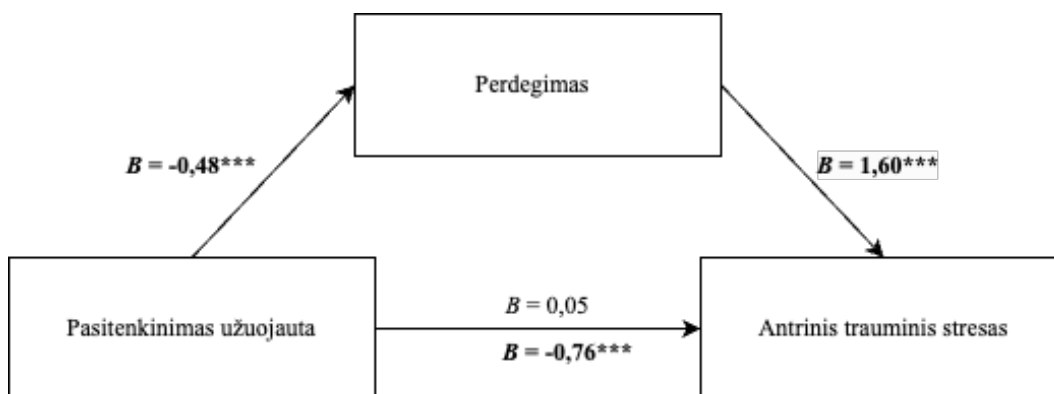 Perdegimas
B = -0,48***
B = 1,60***
Pasitenkinimas užuojauta
B = 0,05
B = -0,76***
Antrinis trauminis stresas